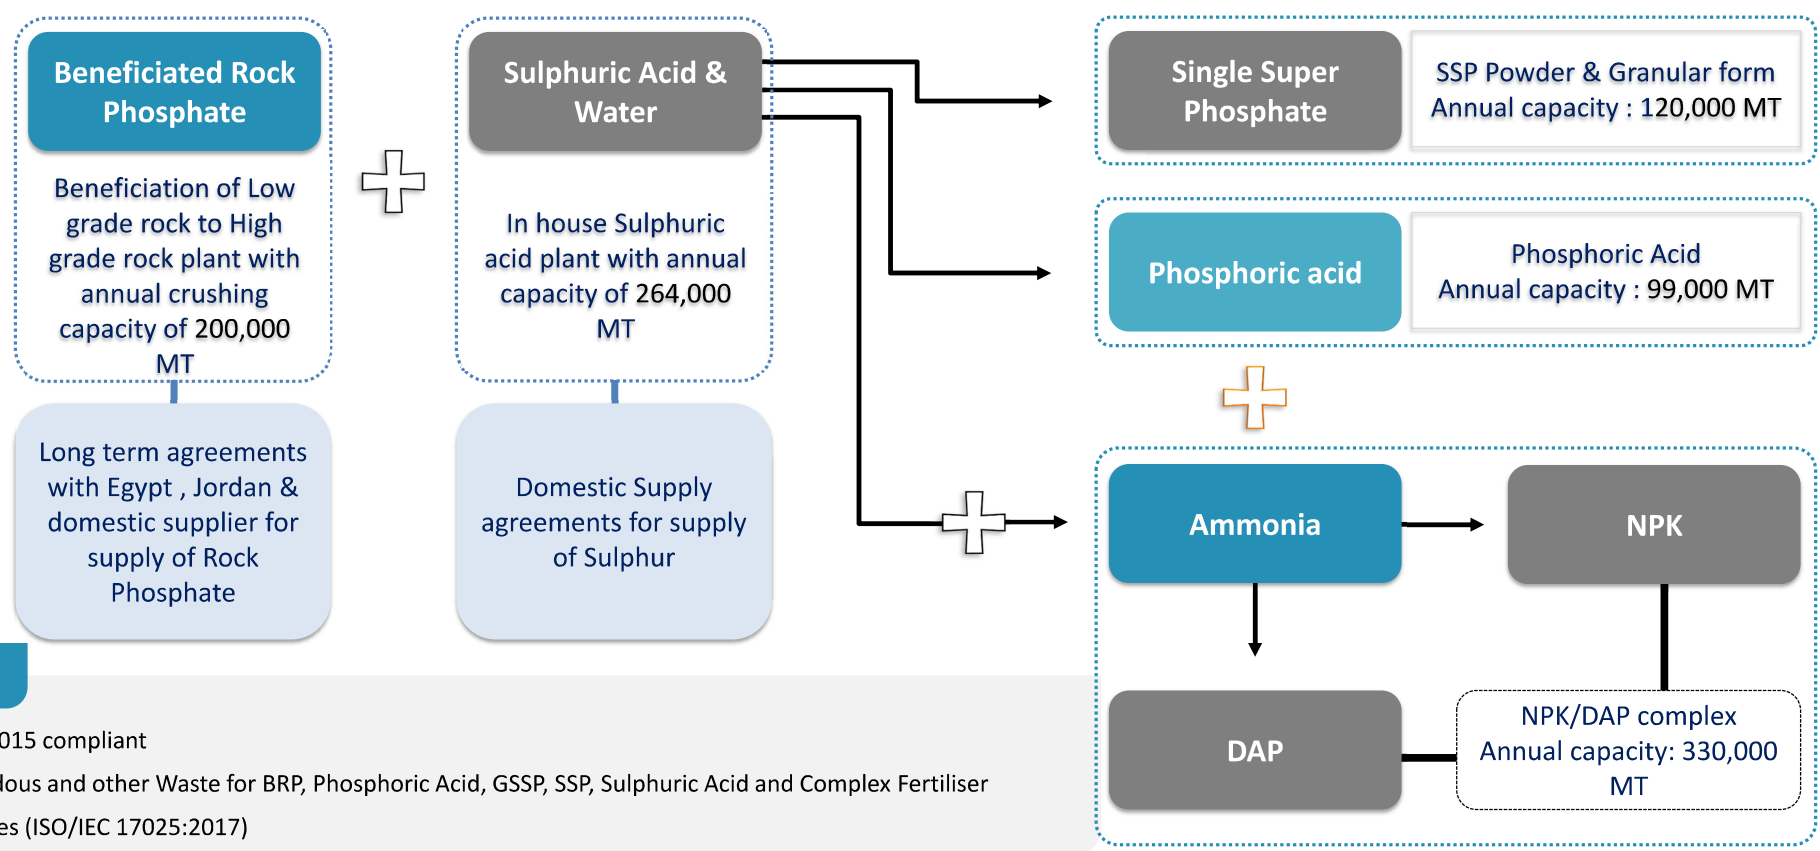 Beneficiated Rock
Phosphate
Beneficiation of Low
grade rock to High
grade rock plant with
annual crushing
capacity of 200,000
MT
Long term agreements
with Egypt , Jordan &
domestic supplier for
supply of Rock
Phosphate
Sulphuric Acid &
Water
In house Sulphuric
acid plant with annual
capacity of 264,000
MT
Domestic Supply
agreements for supply
of Sulphur
Single Super
Phosphate
SSP Powder & Granular form
Annual capacity : 120,000 MT
Phosphoric acid
Phosphoric Acid
Annual capacity : 99,000 MT
Ammonia
NPK
DAP
NPK/DAP complex
Annual capacity: 330,000
MT
015 compliant
and other Waste for BRP, Phosphoric Acid, GSSP, SSP, Sulphuric Acid and Complex Fertiliser
(ISO/IEC 17025:2017)